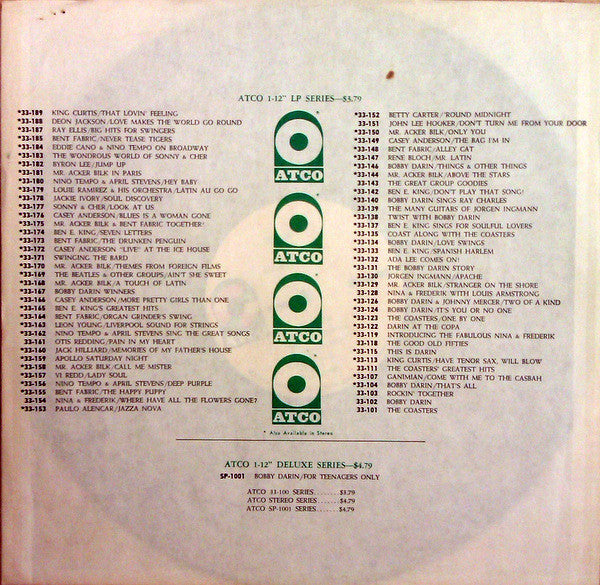 ATCO 1-12" LP SERIES—$3.79
*33-189 KING CURTIS/THAT LOVIN' FEELING
*33-188 DEON JACKSON/LOVE MAKES THE WORLD GO ROUND
*33-187 RAY ELLIS/BIG HITS FOR SWINGERS
*33-185 BENT FABRIC/NEVER TEASE TIGERS
*33-184 EDDIE CANO & NINO TEMPO ON BROADWAY
*33-183 THE WONDROUS WORLD OF SONNY & CHER
*33-182 BYRON LEE/JUMP UP
*33-181 MR. ACKER BILK IN PARIS
*33-180 NINO TEMPO & APRIL STEVENS/HEY BABY
*33-179 LOUIE RAMIREZ & HIS ORCHESTRA/LATIN AU GO GO
*33-178 JACKIE IVORY/SOUL DISCOVERY
*33-177 SONNY & CHER/LOOK AT US
*33-176 CASEY ANDERSON/BLUES IS A WOMAN GONE
*33-175 MR. ACKER BILK & BENT FABRIC/TOGETHER
*33-174 BEN E. KING/SEVEN LETTERS
*33-173 BENT FABRIC/THE DRUNKEN PENGUIN
*33-172 CASEY ANDERSON "LIVE" AT THE ICE HOUSE
*33-171 SWINGING THE BARD
*33-170 MR. ACKER BILK/THEMES FROM FOREIGN FILMS
*33-169 THE BEATLES & OTHER GROUPS/AIN'T SHE SWEET
*33-168 MR. ACKER BILK/A TOUCH OF LATIN
*33-167 BOBBY DARIN WINNERS
*33-166 CASEY ANDERSON/MORE PRETTY GIRLS THAN ONE
33-165 BEN E. KING'S GREATEST HITS
*33-164 BENT FABRIC/ORGAN GRINDER'S SWING
*33-163 LEON YOUNG/LIVERPOOL SOUND FOR STRINGS
*33-162 NINO TEMPO & APRIL STEVENS SING THE GREAT SONGS
33-161 OTIS REDDING/PAIN IN MY HEART
33-160 JACK HILLIARD/MEMORIES OF MY FATHER'S HOUSE
33-159 APOLLO SATURDAY NIGHT
*33-158 MR. ACKER BILK/CALL ME MISTER
*33-157 VI REDD/LADY SOUL
*33-156 NINO TEMPO & APRIL STEVENS/DEEP PURPLE
*33-155 BENT FABRIC/THE HAPPY PUPPY
*33-154 NINA & FREDERIK/WHERE HAVE ALL THE FLOWERS GONE?
*33-153 PAULO ALENCAR/JAZZA NOVA
ATCO
ATCO
ATCO
ATCO
* Also Available in Stereo
*33-152 BETTY CARTER/'ROUND MIDNIGHT
33-151 JOHN LEE HOOKER/DON'T TURN ME FROM YOUR DOOR
*33-150 MR. ACKER BILK/ONLY YOU
*33-149 CASEY ANDERSON/THE BAG I'M IN
*33-148 BENT FABRIC/ALLEY CAT
*33-147 RENE BLOCH/MR. LATIN
*33-146 BOBBY DARIN/THINGS & OTHER THINGS
*33-144 MR. ACKER BILK/ABOVE THE STARS
33-143 THE GREAT GROUP GOODIES
*33-142 BEN E. KING/DON'T PLAY THAT SONG!
*33-140 BOBBY DARIN SINGS RAY CHARLES
*33-139 THE MANY GUITARS OF JORGEN INGMANN
*33-138 TWIST WITH BOBBY DARIN
*33-137 BEN E. KING SINGS FOR SOULFUL LOVERS
*33-135 COAST ALONG WITH THE COASTERS
*33-134 BOBBY DARIN/LOVE SWINGS
*33-133 BEN E. KING/SPANISH HARLEM
*33-132 ADA LEE COMES ON!
33-131 THE BOBBY DARIN STORY
*33-130 JORGEN INGMANN/APACHE
*33-129 MR. ACKER BILK/STRANGER ON THE SHORE
33-128 NINA & FREDERIK WITH LOUIS ARMSTRONG
*33-126 BOBBY DARIN & JOHNNY MERCER/TWO OF A KIND
*33-124 BOBBY DARIN/IT'S YOU OR NO ONE
*33-123 THE COASTERS/ONE BY ONE
*33-122 DARIN AT THE COPA
*33-119 INTRODUCING THE FABULOUS NINA & FREDERIK
33-118 THE GOOD OLD FIFTIES
*33-115 THIS IS DARIN
*33-113 KING CURTIS/HAVE TENOR SAX, WILL BLOW
33-111 THE COASTERS' GREATEST HITS
*33-107 GANIMIAN/COME WITH ME TO THE CASBAH
*33-104 BOBBY DARIN/THAT'S ALL
33-103 ROCKIN' TOGETHER
33-102 BOBBY DARIN
33-101 THE COASTERS
ATCO 1-12" DELUXE SERIES—$4.79
SP-1001 BOBBY DARIN/FOR TEENAGERS ONLY
ATCO 33-100 SERIES.......$3.79
ATCO STEREO SERIES.....$4.79
ATCO SP-1001 SERIES.....$4.79